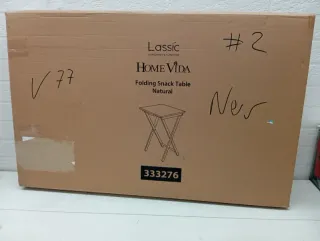 Lassic
#2
HOME VIDA
V77
Folding Snack Table
Natural
New
333276